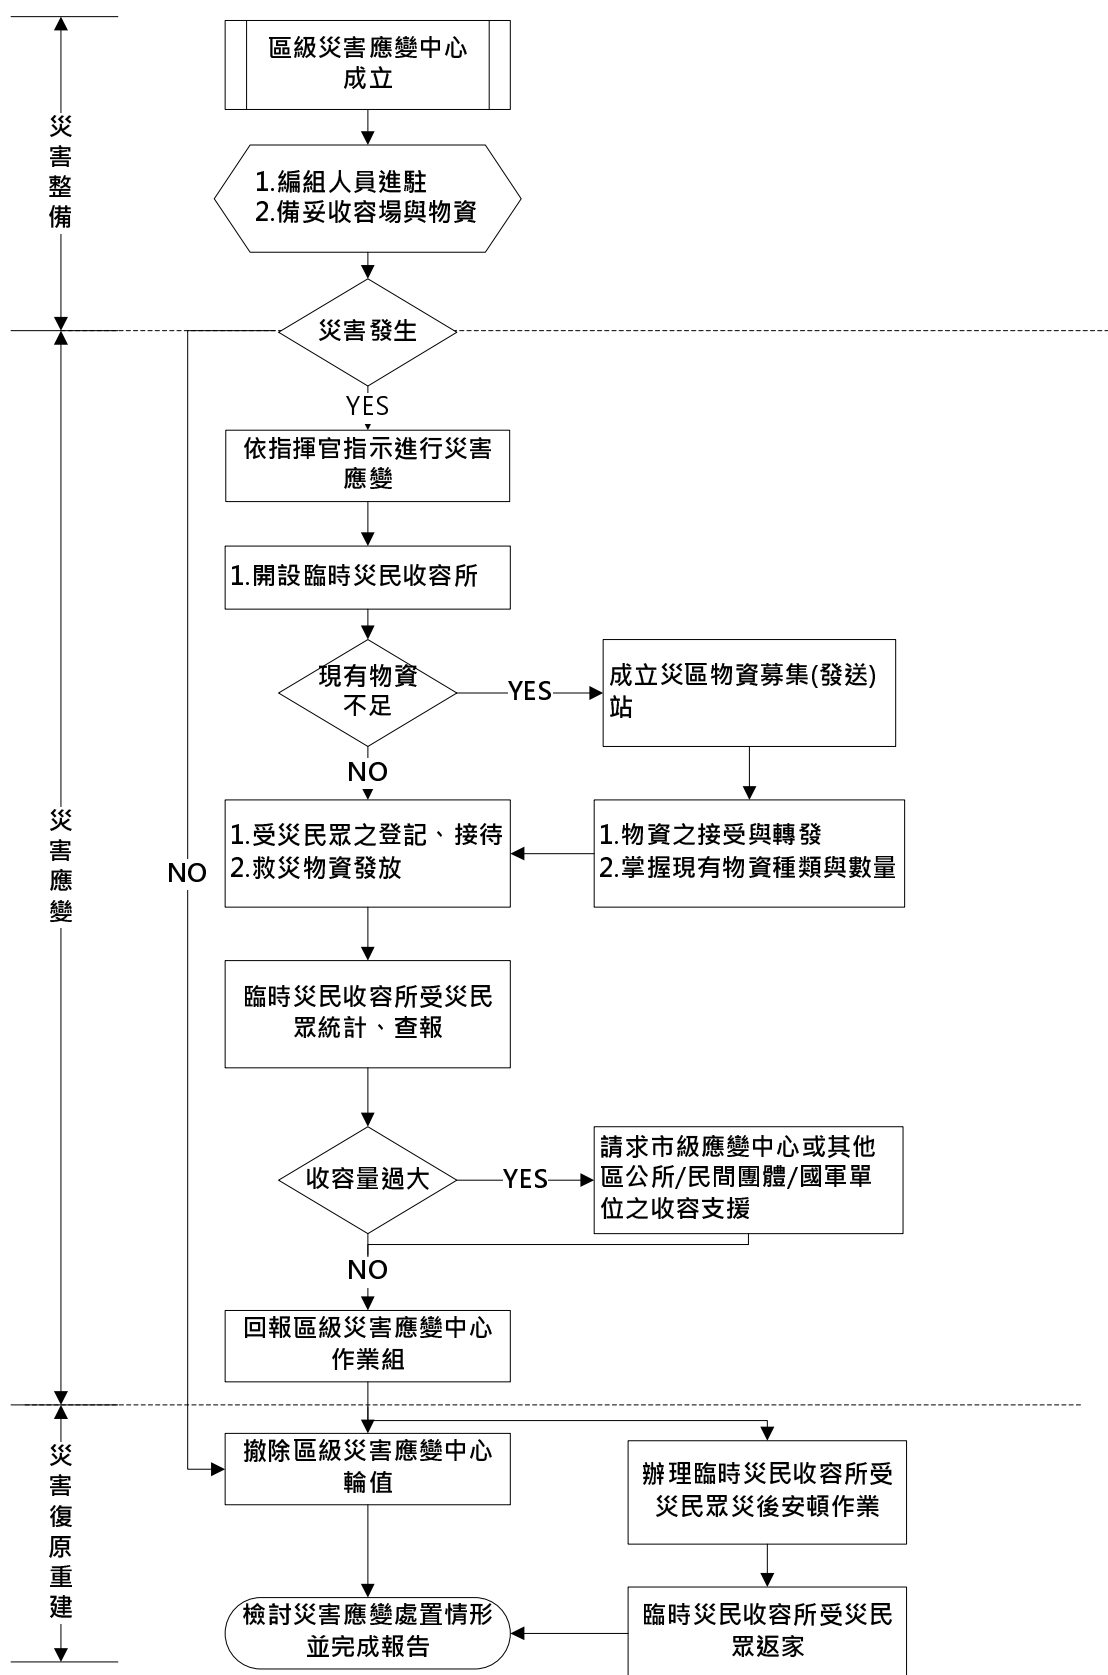 區級災害應變中心
成立
災害整備
1.編組人員進駐
2.備妥收容場與物資
災害發生
YES
依指揮官指示進行災害
應變
1.開設臨時災民收容所
現有物資
不足
YES
成立災區物資募集(發送)
站
NO
災害應變
NO
1.受災民眾之登記、接待
2.救災物資發放
1.物資之接受與轉發
2.掌握現有物資種類與數量
臨時災民收容所受災民
眾統計、查報
收容量過大
YES
請求市級應變中心或其他
區公所/民間團體/國軍單
位之收容支援
NO
回報區級災害應變中心
作業組
災害復原重建
撤除區級災害應變中心
輪值
辦理臨時災民收容所受
災民眾災後安頓作業
檢討災害應變處置情形
並完成報告
臨時災民收容所受災民
眾返家